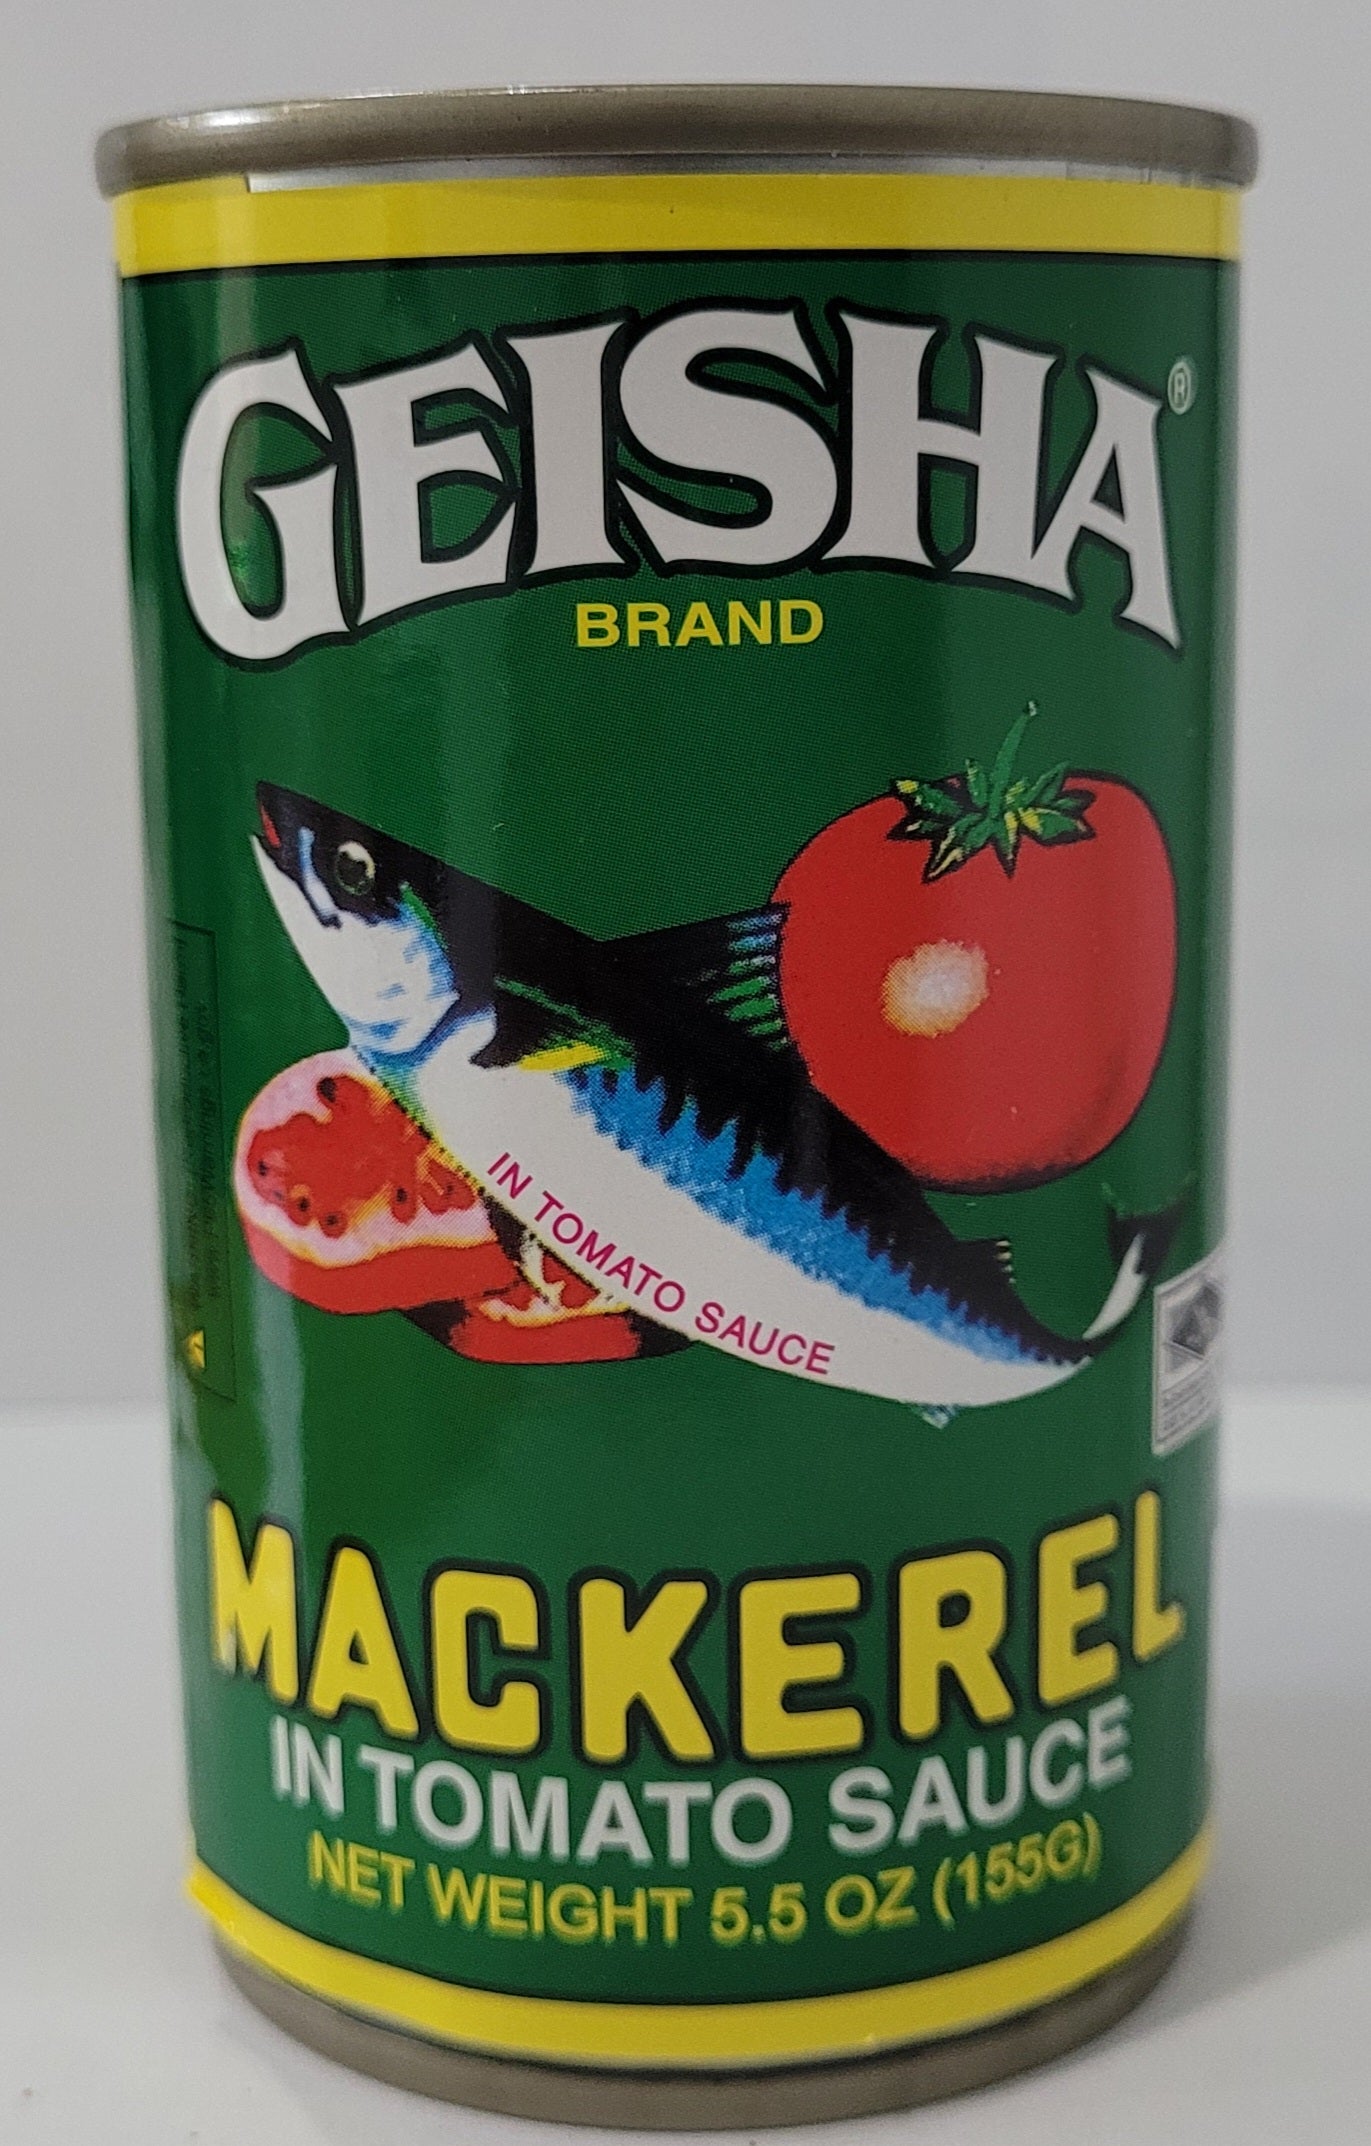 GEISHA®
BRAND
IN TOMATO SAUCE
MACKEREL
IN TOMATO SAUCE
NET WEIGHT 5.5 OZ (155G)